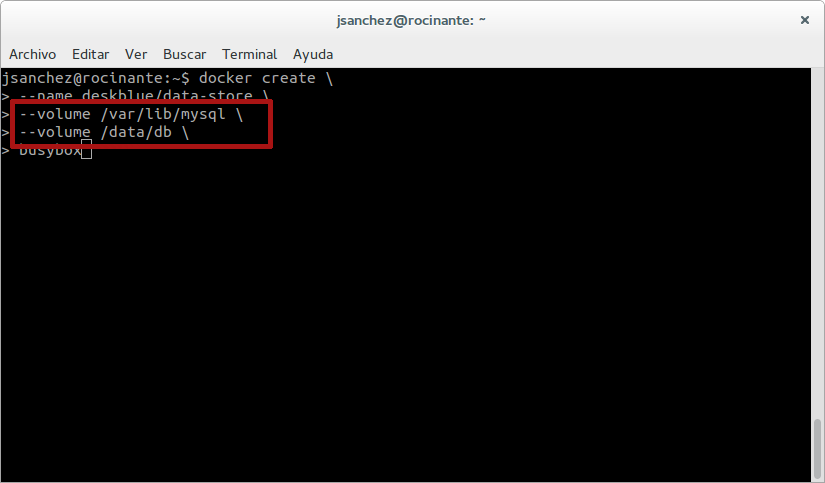 jsanchez@rocinante: ~
Archivo Editar Ver Buscar Terminal Ayuda
jsanchez@rocinante:~$ docker create \
> --name deskblue/data-store \
> --volume /var/lib/mysql \
> --volume /data/db \
> busybox